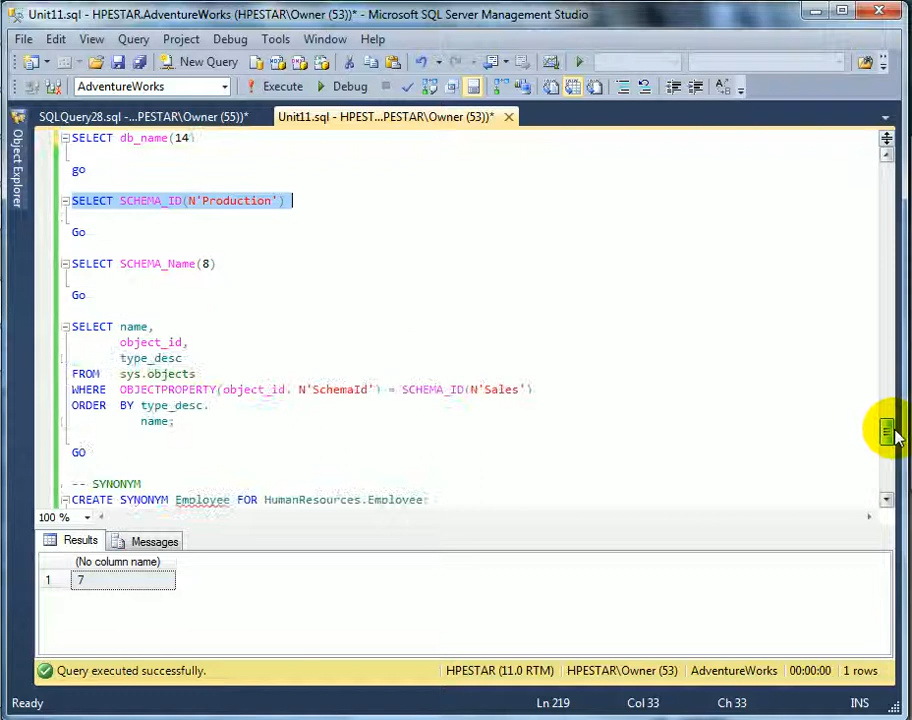 Unit11.sql - HPESTAR.AdventureWorks (HPESTAR\Owner (53))* - Microsoft SQL Server Management Studio
File Edit View Query Project Debug Tools Window Help
New Query
AdventureWorks Execute Debug
SQLQuery28.sql -...PESTAR\Owner (55))* Unit11.sql - HPEST...PESTAR\Owner (53))*
Object Explorer
SELECT db_name(14)
go
SELECT SCHEMA_ID(N'Production')
Go
SELECT SCHEMA_Name(8)
Go
SELECT name,
object_id,
type_desc
FROM sys.objects
WHERE OBJECTPROPERTY(object_id, N'SchemaId') = SCHEMA_ID(N'Sales')
ORDER BY type_desc,
name;
GO
-- SYNONYM
CREATE SYNONYM Employee FOR HumanResources.Employee
100 %
Results Messages
(No column name)
1 7
Query executed successfully. HPESTAR (11.0 RTM) HPESTAR\Owner (53) AdventureWorks 00:00:00 1 rows
Ready Ln 219 Col 33 Ch 33 INS